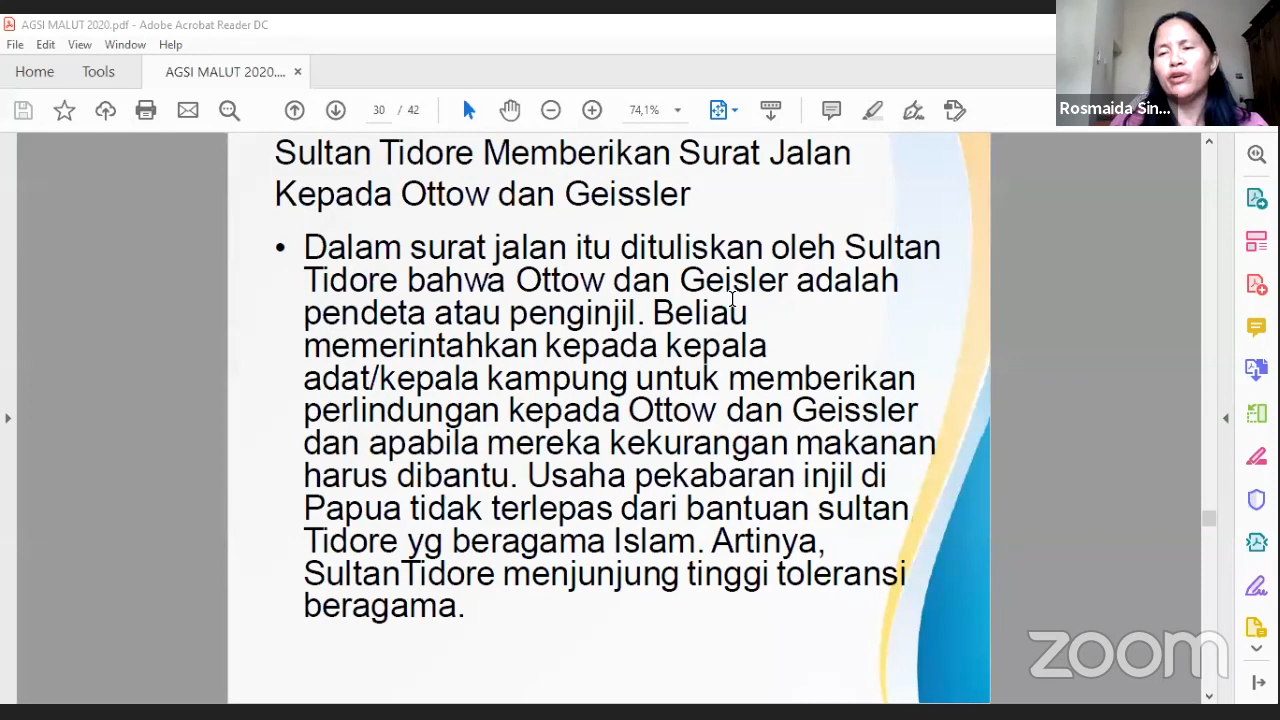 AGSI MALUT 2020.pdf - Adobe Acrobat Reader DC
File Edit View Window Help
Home Tools AGSI MALUT 2020.... ×
30 / 42 74,1%
Rosmaida Sin...
Sultan Tidore Memberikan Surat Jalan
Kepada Ottow dan Geissler
• Dalam surat jalan itu dituliskan oleh Sultan
Tidore bahwa Ottow dan Geisler adalah
pendeta atau penginjil. Beliau
memerintahkan kepada kepala
adat/kepala kampung untuk memberikan
perlindungan kepada Ottow dan Geissler
dan apabila mereka kekurangan makanan
harus dibantu. Usaha pekabaran injil di
Papua tidak terlepas dari bantuan sultan
Tidore yg beragama Islam. Artinya,
SultanTidore menjunjung tinggi toleransi
beragama.
zoom